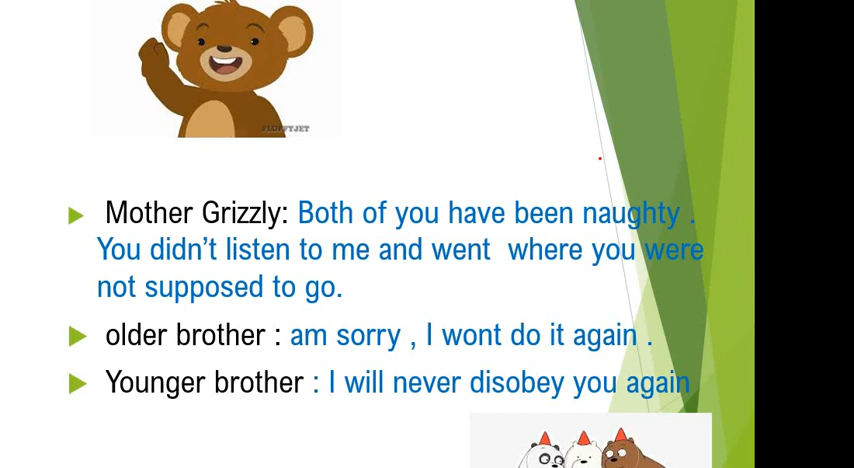 FLUFFYJET
Mother Grizzly: Both of you have been naughty .
You didn't listen to me and went where you were
not supposed to go.
older brother : am sorry , I wont do it again .
Younger brother : I will never disobey you again